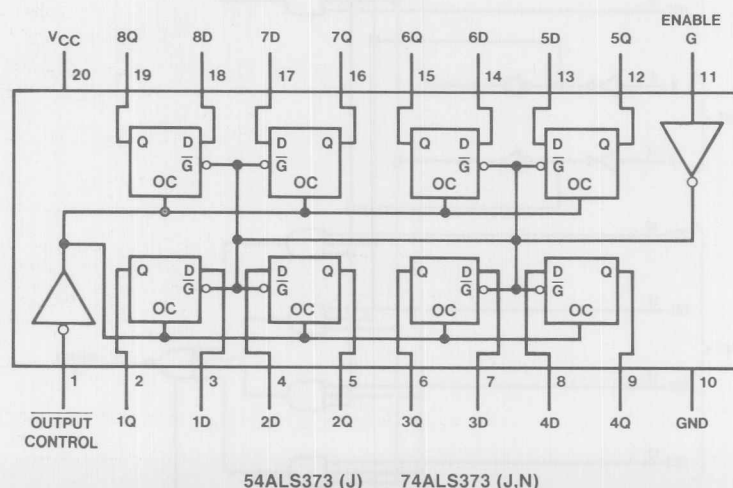 ENABLE
VCC 8Q 8D 7D 7Q 6Q 6D 5D 5Q G
20 19 18 17 16 15 14 13 12 11
Q D D Q Q D D Q
G G G G
OC OC OC OC
Q D D Q Q D D Q
G G G G
OC OC OC OC
1 2 3 4 5 6 7 8 9 10
OUTPUT CONTROL 1Q 1D 2D 2Q 3Q 3D 4D 4Q GND
54ALS373 (J) 74ALS373 (J,N)